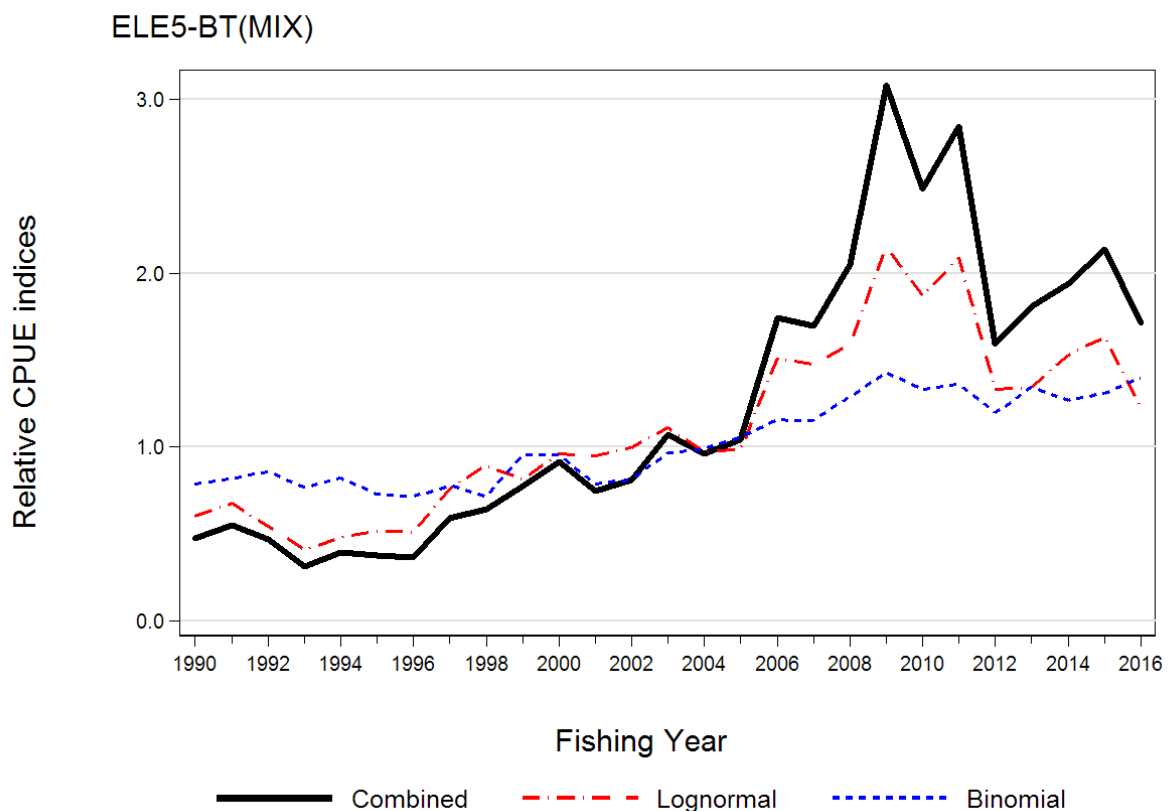 ELE5-BT(MIX)
Relative CPUE indices
3.0
2.0
1.0
0.0
1990 1992 1994 1996 1998 2000 2002 2004 2006 2008 2010 2012 2014 2016
Fishing Year
Combined Lognormal Binomial